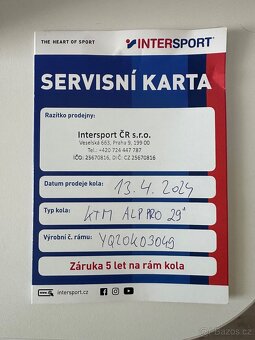 THE HEART OF SPORT
INTERSPORT
SERVISNÍ KARTA
Razítko prodejny:
Intersport ČR s.r.o.
Veselská 663, Praha 9, 199 00
Tel.: +420 724 447 787
IČO: 25670816, DIČ: CZ 25670816
Datum prodeje kola: 13.4.2024
Typ kola: KTM ALP PRO 29"
Výrobní č. rámu: YQ20K03049
Záruka 5 let na rám kola
intersport.cz